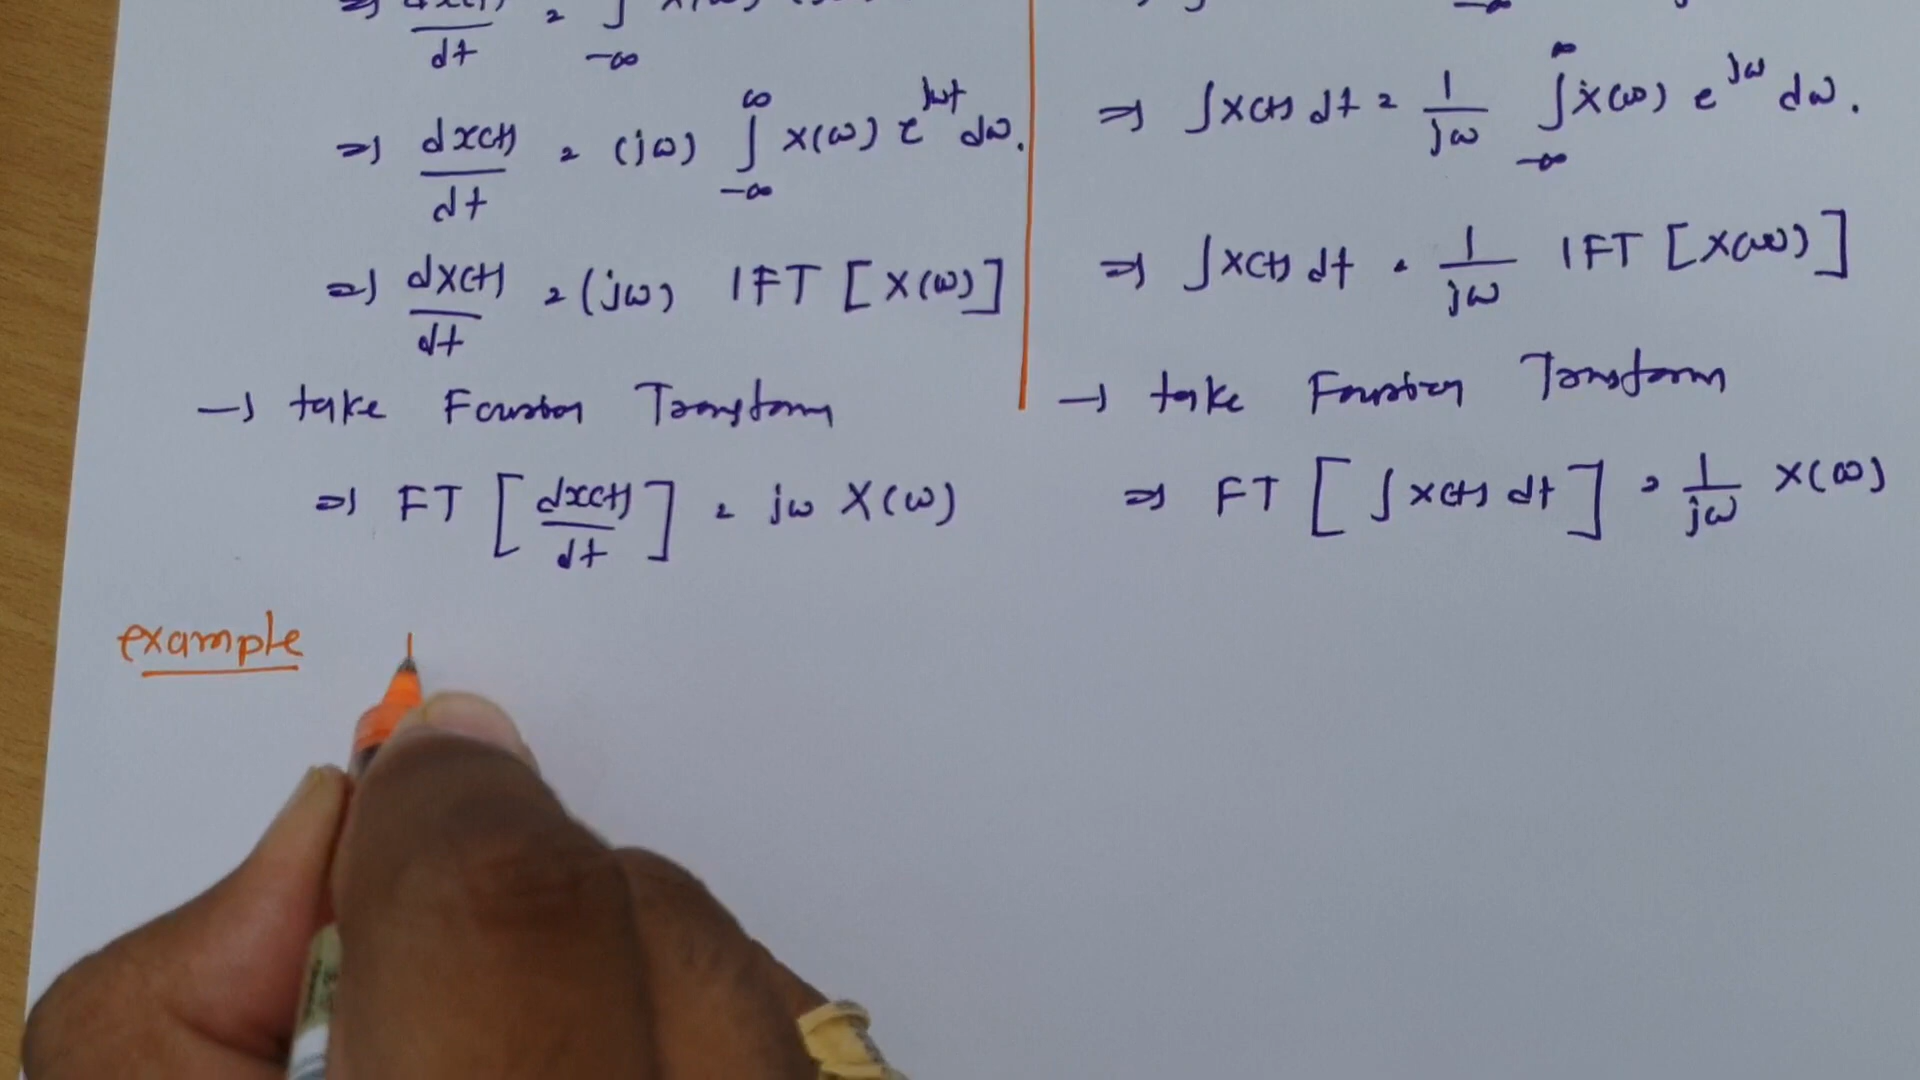 ⇒ dx(t)/dt = ∫ -∞
⇒ dx(t)/dt = (jω) ∫_{-∞}^{∞} X(ω) e^{jωt} dω.
⇒ dx(t)/dt = (jω) IFT [X(ω)]
→ take Fourier Transform
⇒ FT [dx(t)/dt] = jω X(ω)
⇒ ∫x(t) dt = 1/jω ∫_{-∞}^{∞} X(ω) e^{jω} dω.
⇒ ∫x(t) dt = 1/jω IFT [X(ω)]
→ take Fourier Transform
⇒ FT [∫x(t) dt] = 1/jω X(ω)
example